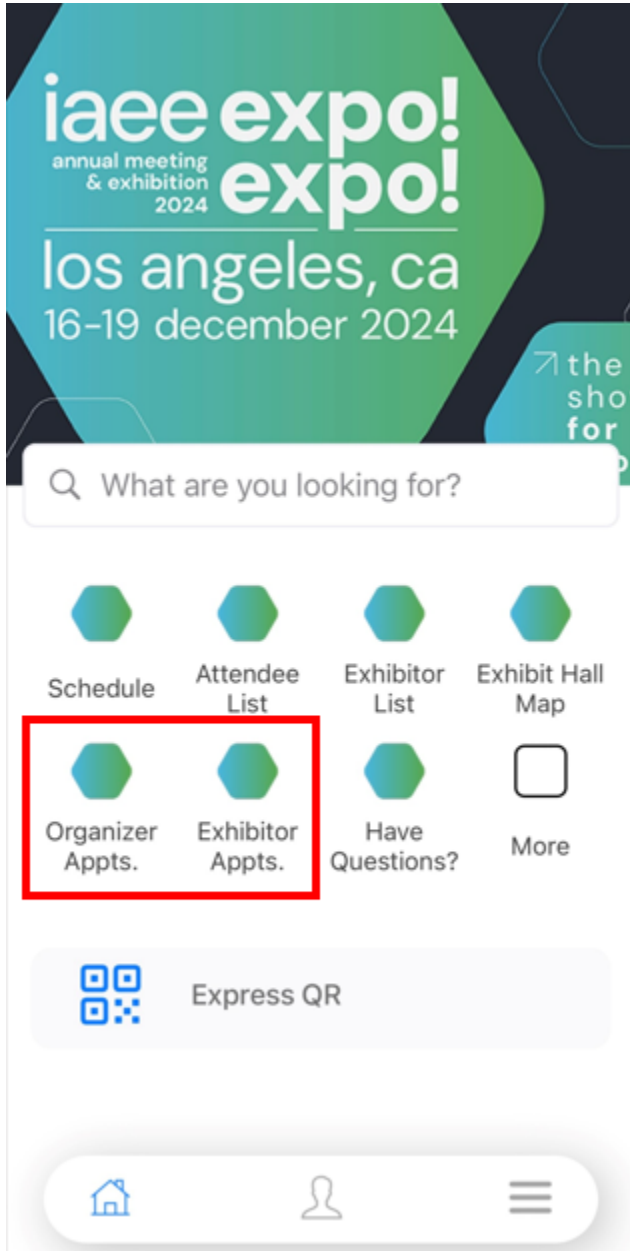 iaee expo!
annual meeting
& exhibition
2024
expo!
los angeles, ca
16-19 december 2024
the
sho
for
What are you looking for?
Schedule
Attendee
List
Exhibitor
List
Exhibit Hall
Map
Organizer
Appts.
Exhibitor
Appts.
Have
Questions?
More
Express QR